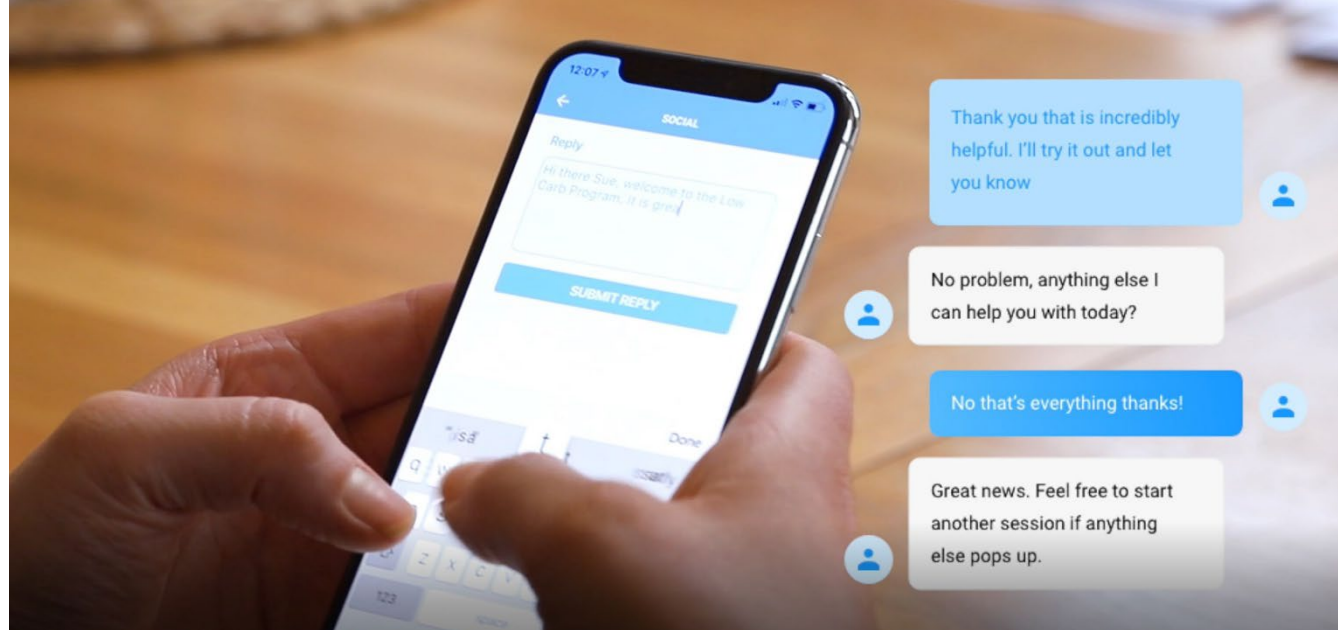 12:07
SOCIAL
Reply
Hi there Sue, welcome to the Low
Carb Program, it is grea
SUBMIT REPLY
Done
q
z x c v
123
space
Thank you that is incredibly
helpful. I'll try it out and let
you know
No problem, anything else I
can help you with today?
No that's everything thanks!
Great news. Feel free to start
another session if anything
else pops up.